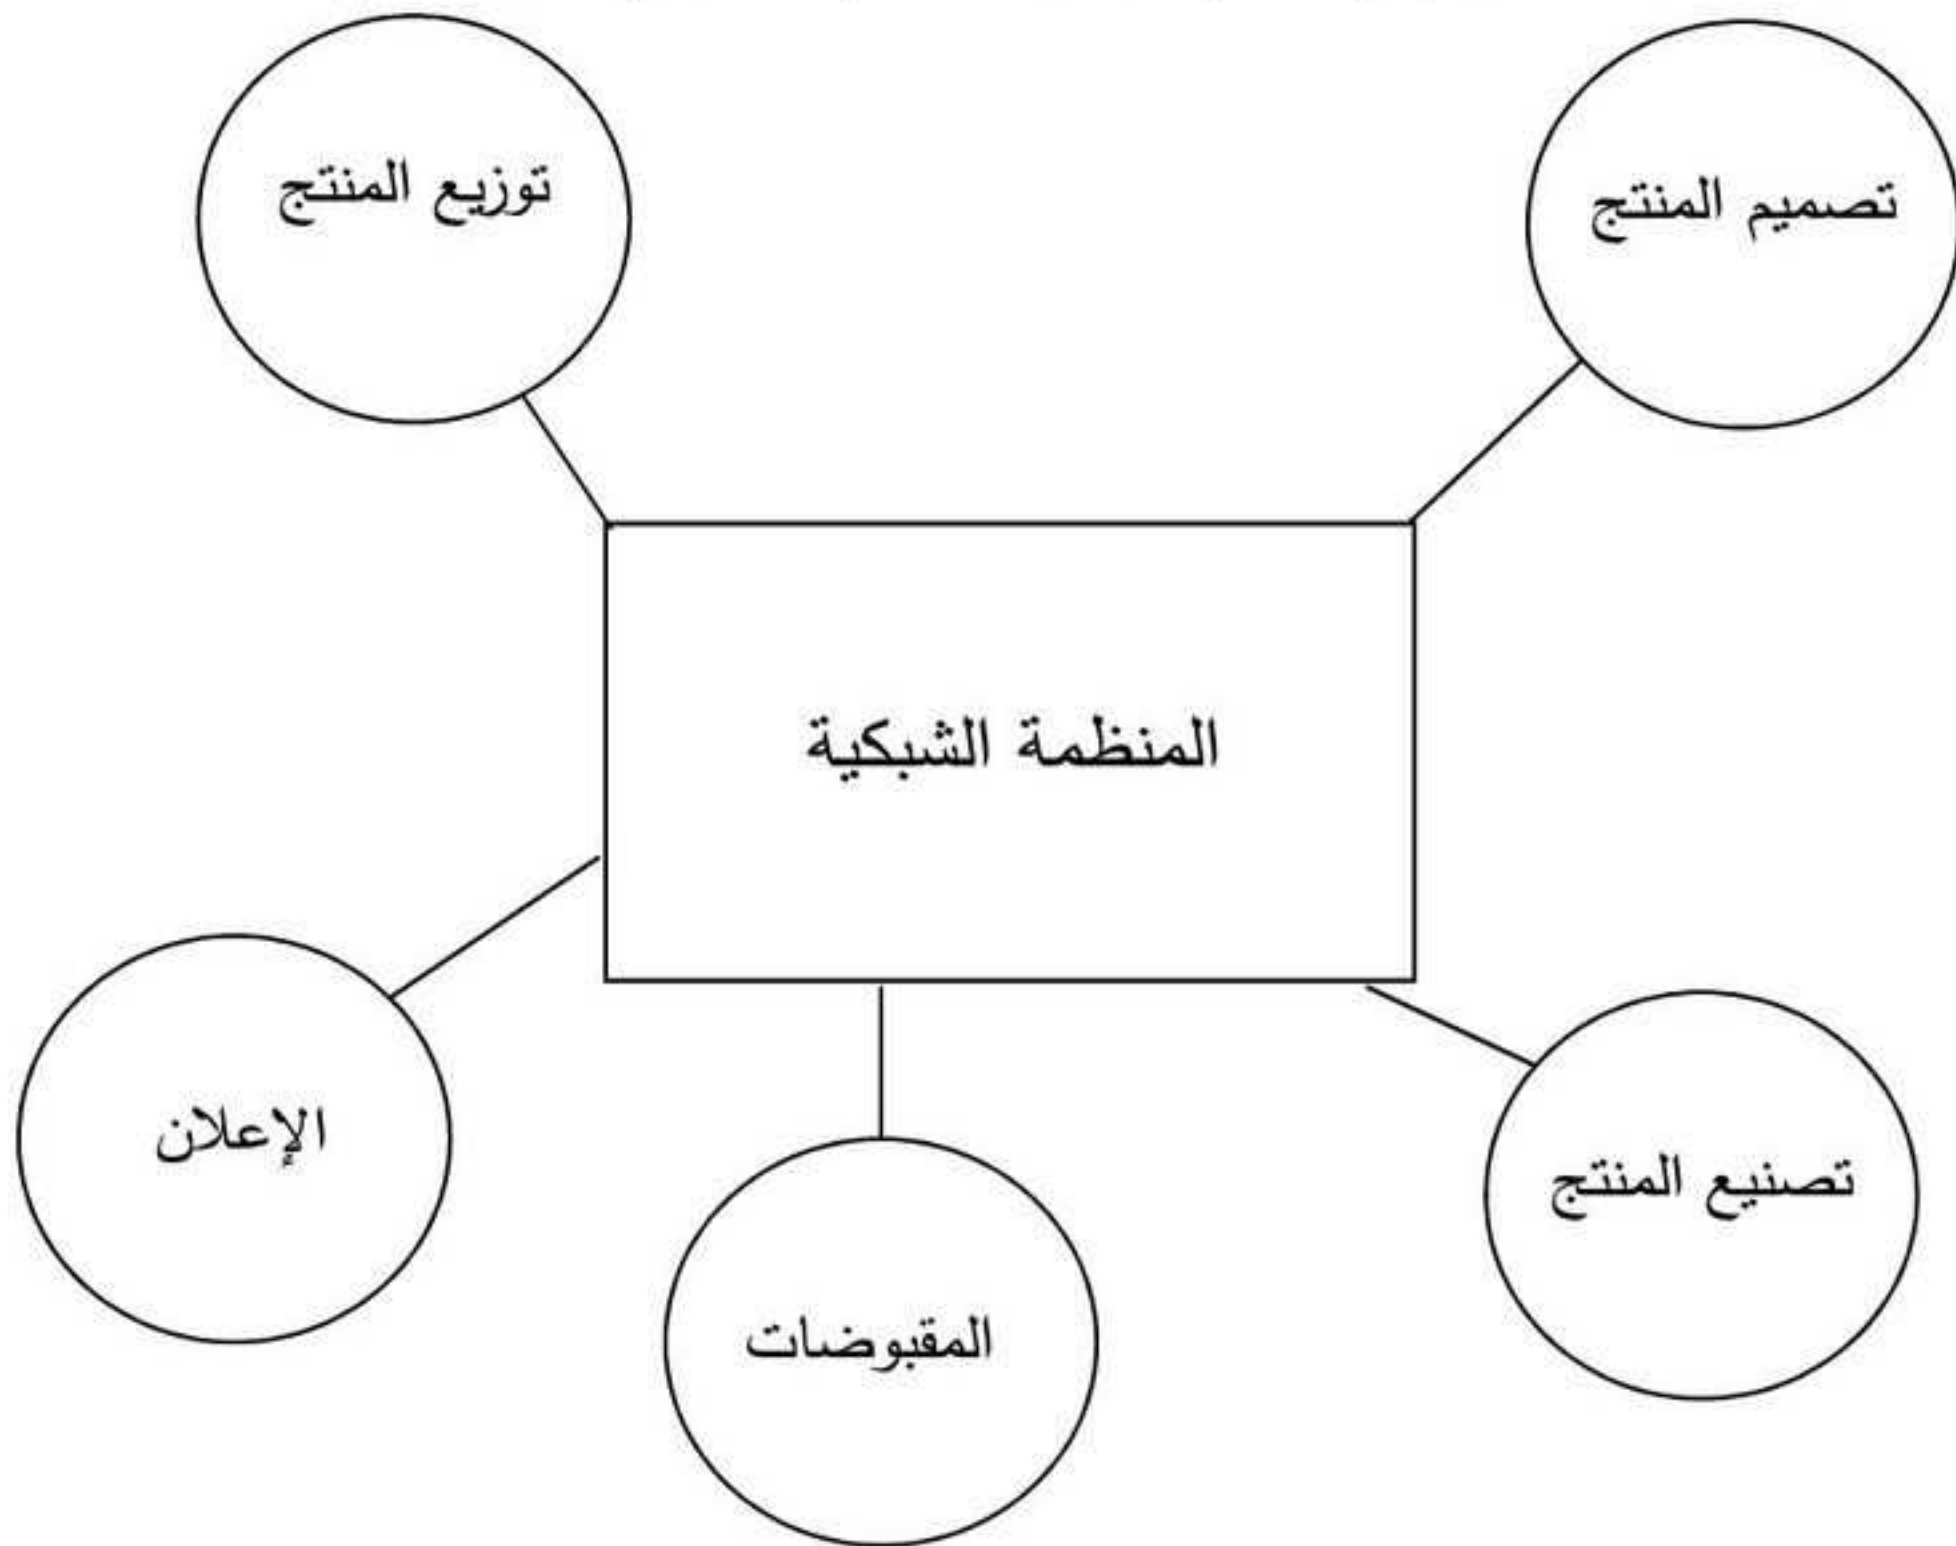 تصميم المنتج
توزيع المنتج
المنظمة الشبكية
تصنيع المنتج
المقبوضات
الإعلان